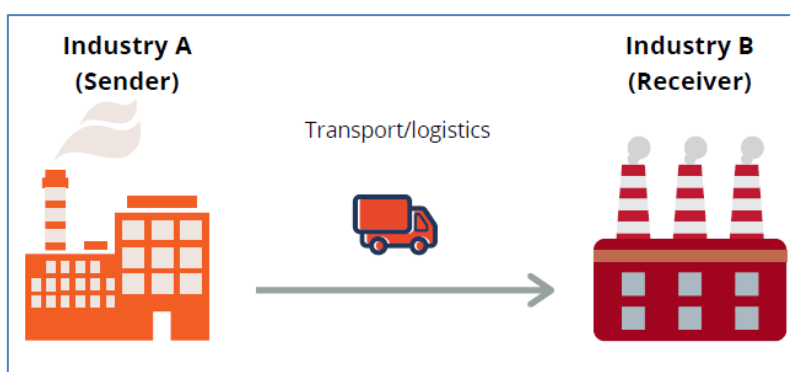 Industry A
(Sender)
Transport/logistics
Industry B
(Receiver)